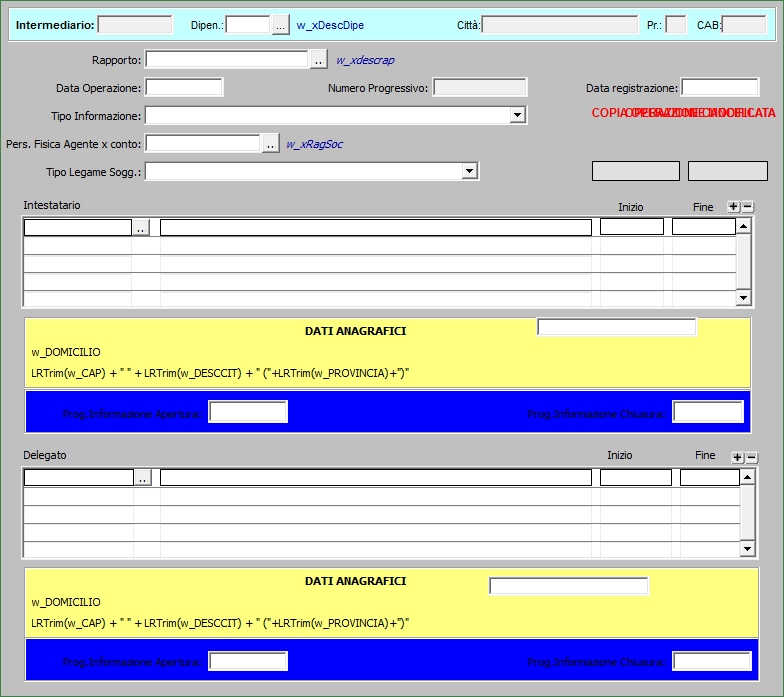 Intermediario: Dipen.: ... w_xDescDipe Città: Pr.: CAB:
Rapporto: .. w_xdescrap
Data Operazione: Numero Progressivo: Data registrazione:
Tipo Informazione:
Pers. Fisica Agente x conto: .. w_xRagSoc
Tipo Legame Sogg.:
Intestatario Inizio Fine + −
..
DATI ANAGRAFICI
w_DOMICILIO
LRTrim(w_CAP) + " " + LRTrim(w_DESCCIT) + " ("+LRTrim(w_PROVINCIA)+")"
Prog.Informazione Apertura: Prog.Informazione Chiusura:
Delegato Inizio Fine + −
..
DATI ANAGRAFICI
w_DOMICILIO
LRTrim(w_CAP) + " " + LRTrim(w_DESCCIT) + " ("+LRTrim(w_PROVINCIA)+")"
Prog.Informazione Apertura: Prog.Informazione Chiusura: